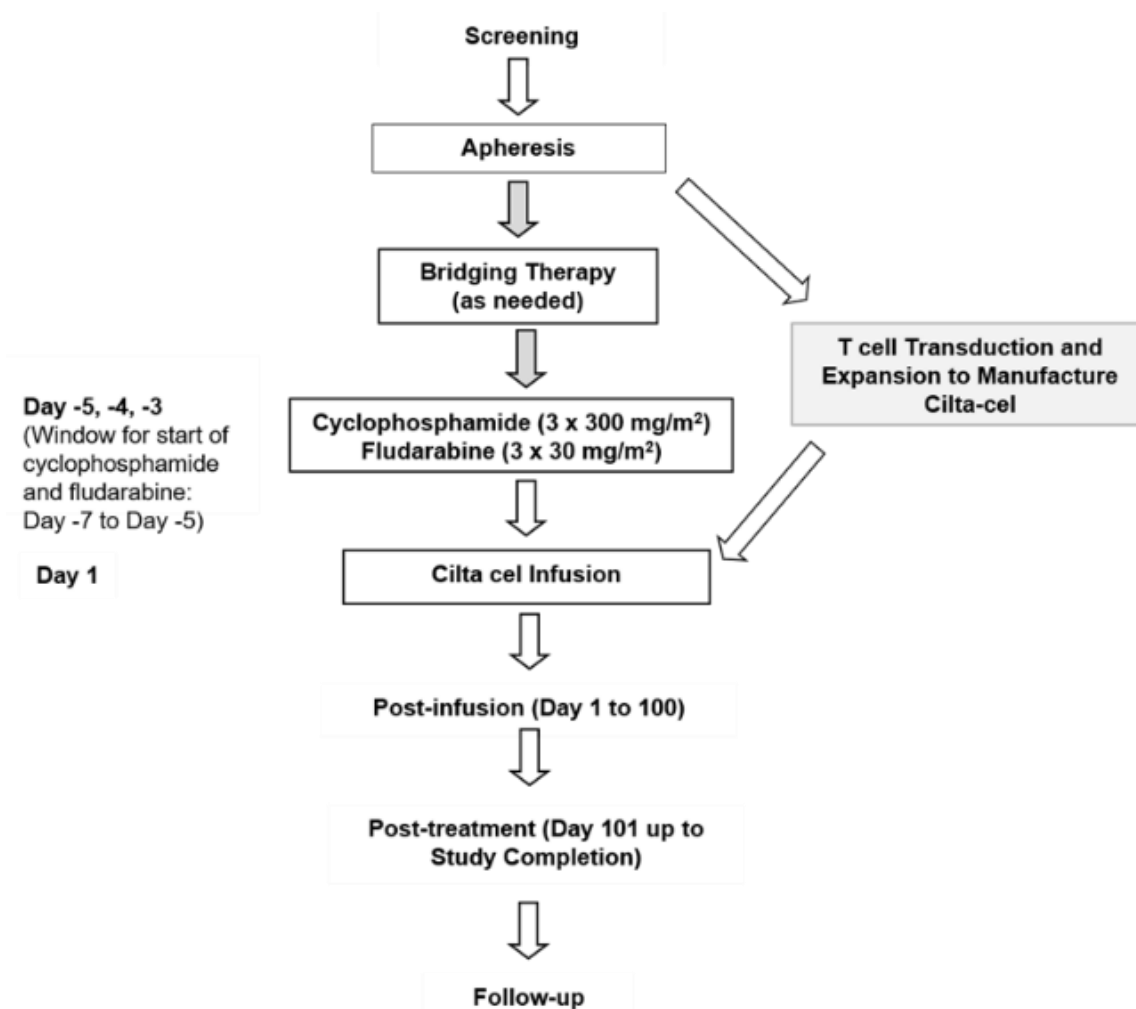 Screening
Apheresis
Bridging Therapy
(as needed)
T cell Transduction and
Expansion to Manufacture
Cilta-cel
Day -5, -4, -3
(Window for start of
cyclophosphamide
and fludarabine:
Day -7 to Day -5)
Cyclophosphamide (3 x 300 mg/m²)
Fludarabine (3 x 30 mg/m²)
Day 1
Cilta cel Infusion
Post-infusion (Day 1 to 100)
Post-treatment (Day 101 up to
Study Completion)
Follow-up